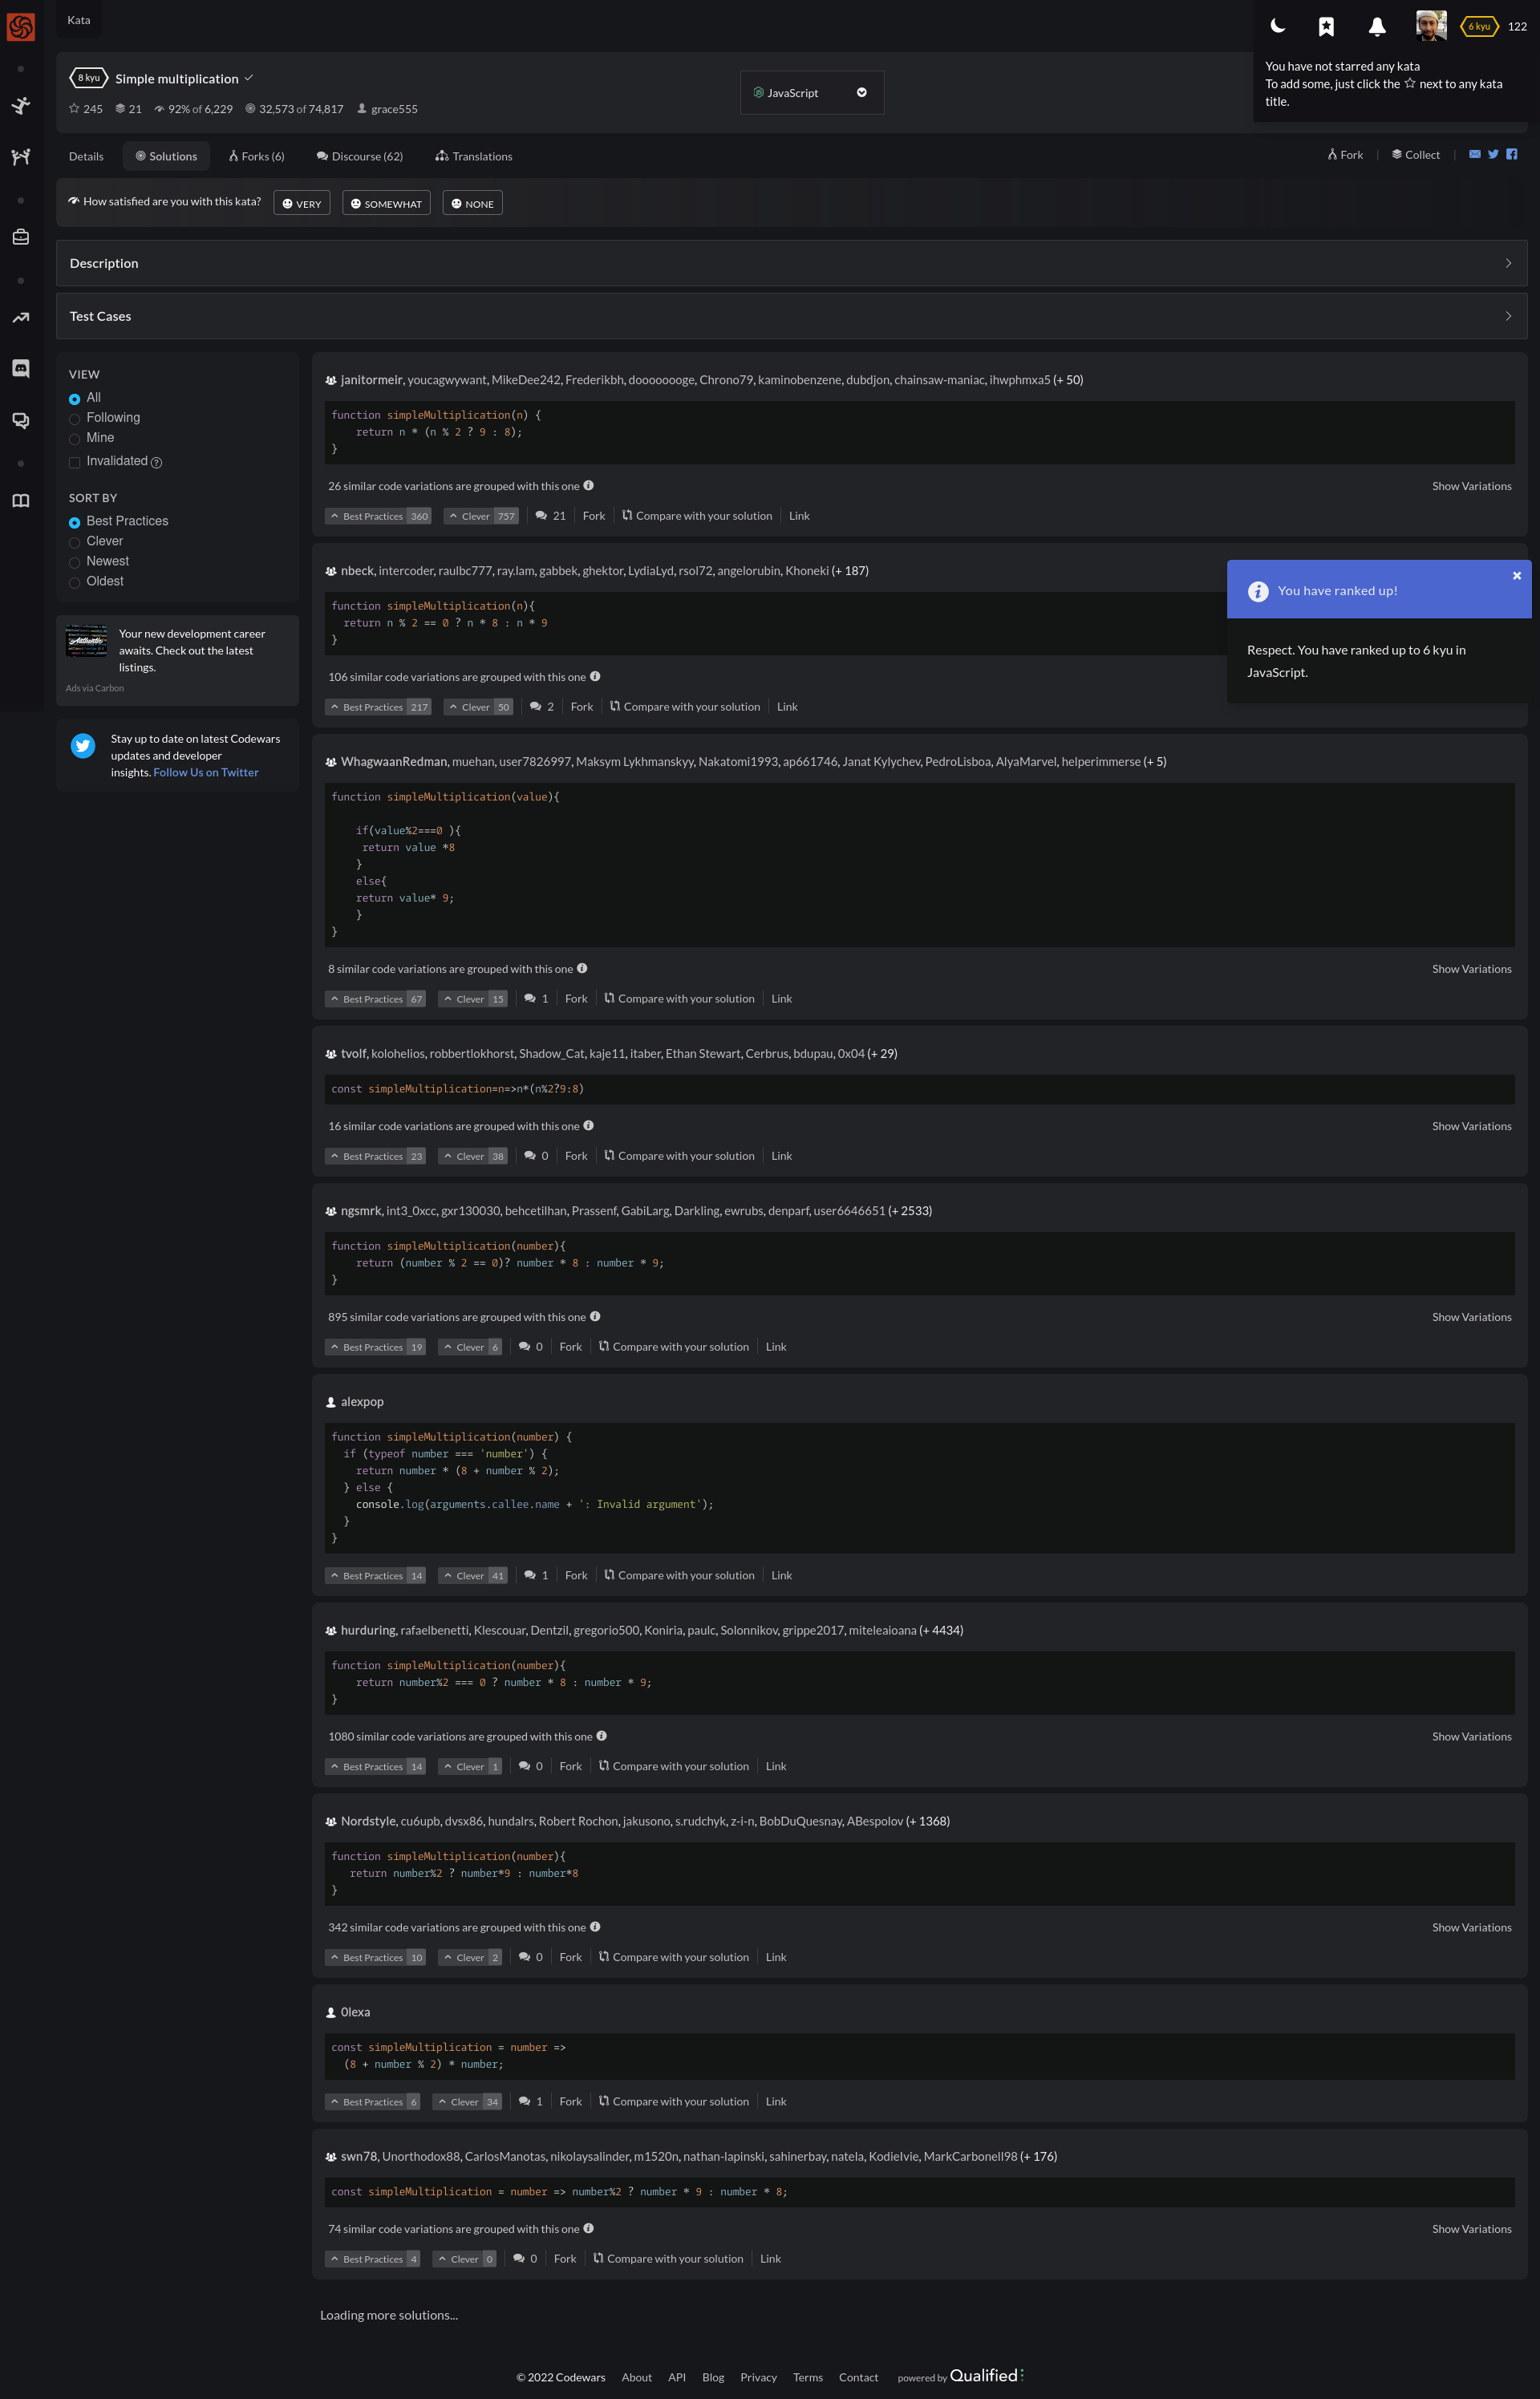 Kata
6 kyu 122
You have not starred any kata
To add some, just click the next to any kata
title.
8 kyu Simple multiplication
245 21 92% of 6,229 32,573 of 74,817 grace555
JavaScript
Details Solutions Forks (6) Discourse (62) Translations
Fork Collect
How satisfied are you with this kata? VERY SOMEWHAT NONE
Description
Test Cases
VIEW
All
Following
Mine
Invalidated
SORT BY
Best Practices
Clever
Newest
Oldest
Authentic
Your new development career
awaits. Check out the latest
listings.
Ads via Carbon
Stay up to date on latest Codewars
updates and developer
insights. Follow Us on Twitter
janitormeir, youcagwywant, MikeDee242, Frederikbh, dooooooоge, Chrono79, kaminobenzene, dubdjon, chainsaw-maniac, ihwphmxa5 (+ 50)
function simpleMultiplication(n) {
    return n * (n % 2 ? 9 : 8);
}
26 similar code variations are grouped with this one
Show Variations
Best Practices 360 Clever 757 21 Fork Compare with your solution Link
nbeck, intercoder, raulbc777, ray.lam, gabbek, ghektor, LydiaLyd, rsol72, angelorubin, Khoneki (+ 187)
function simpleMultiplication(n){
  return n % 2 == 0 ? n * 8 : n * 9
}
106 similar code variations are grouped with this one
Best Practices 217 Clever 50 2 Fork Compare with your solution Link
You have ranked up!
Respect. You have ranked up to 6 kyu in
JavaScript.
WhagwaanRedman, muehan, user7826997, Maksym Lykhmanskyy, Nakatomi1993, ap661746, Janat Kylychev, PedroLisboa, AlyaMarvel, helperimmerse (+ 5)
function simpleMultiplication(value){
    if(value%2===0 ){
     return value *8
    }
    else{
    return value* 9;
    }
}
8 similar code variations are grouped with this one
Show Variations
Best Practices 67 Clever 15 1 Fork Compare with your solution Link
tvolf, kolohelios, robbertlokhorst, Shadow_Cat, kaje11, itaber, Ethan Stewart, Cerbrus, bdupau, 0x04 (+ 29)
const simpleMultiplication=n=>n*(n%2?9:8)
16 similar code variations are grouped with this one
Show Variations
Best Practices 23 Clever 38 0 Fork Compare with your solution Link
ngsmrk, int3_0xcc, gxr130030, behcetilhan, Prassenf, GabiLarg, Darkling, ewrubs, denparf, user6646651 (+ 2533)
function simpleMultiplication(number){
    return (number % 2 == 0)? number * 8 : number * 9;
}
895 similar code variations are grouped with this one
Show Variations
Best Practices 19 Clever 6 0 Fork Compare with your solution Link
alexpop
function simpleMultiplication(number) {
  if (typeof number === 'number') {
    return number * (8 + number % 2);
  } else {
    console.log(arguments.callee.name + ': Invalid argument');
  }
}
Best Practices 14 Clever 41 1 Fork Compare with your solution Link
hurduring, rafaelbenetti, Klescouar, Dentzil, gregorio500, Koniria, paulc, Solonnikov, grippe2017, miteleaioana (+ 4434)
function simpleMultiplication(number){
    return number%2 === 0 ? number * 8 : number * 9;
}
1080 similar code variations are grouped with this one
Show Variations
Best Practices 14 Clever 1 0 Fork Compare with your solution Link
Nordstyle, cu6upb, dvsx86, hundalrs, Robert Rochon, jakusono, s.rudchyk, z-i-n, BobDuQuesnay, ABespolov (+ 1368)
function simpleMultiplication(number){
   return number%2 ? number*9 : number*8
}
342 similar code variations are grouped with this one
Show Variations
Best Practices 10 Clever 2 0 Fork Compare with your solution Link
0lexa
const simpleMultiplication = number =>
  (8 + number % 2) * number;
Best Practices 6 Clever 34 1 Fork Compare with your solution Link
swn78, Unorthodox88, CarlosManotas, nikolaysalinder, m1520n, nathan-lapinski, sahinerbay, natela, KodieIvie, MarkCarbonell98 (+ 176)
const simpleMultiplication = number => number%2 ? number * 9 : number * 8;
74 similar code variations are grouped with this one
Show Variations
Best Practices 4 Clever 0 0 Fork Compare with your solution Link
Loading more solutions...
© 2022 Codewars About API Blog Privacy Terms Contact powered by Qualified